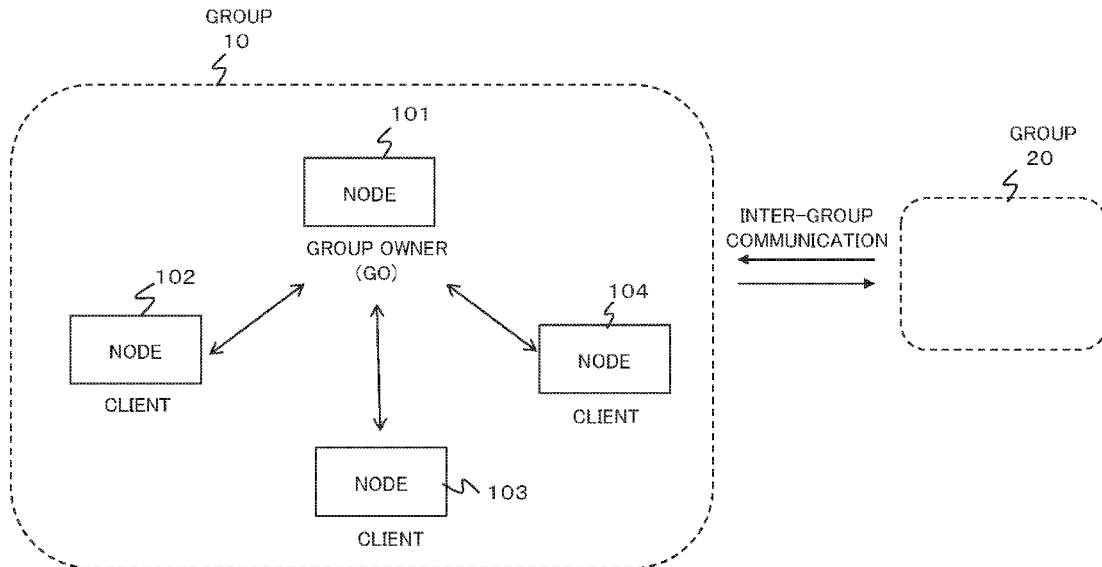 GROUP
10
101
NODE
GROUP OWNER
(GO)
102
NODE
CLIENT
104
NODE
CLIENT
NODE
103
CLIENT
INTER-GROUP
COMMUNICATION
GROUP
20